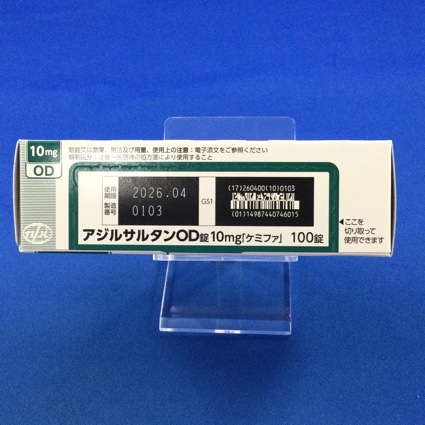 10mg
OD
効能又は効果、用法及び用量、使用上の注意:電子添文をご参照ください
規制区分:注意-医師等の処方箋により使用すること
使用期限 2026.04
製造番号 0103
GS1
(17)260400(10)0103
(01)14987440746015
アジルサルタンOD錠10mg「ケミファ」 100錠
ここを
切り取って
使用できます